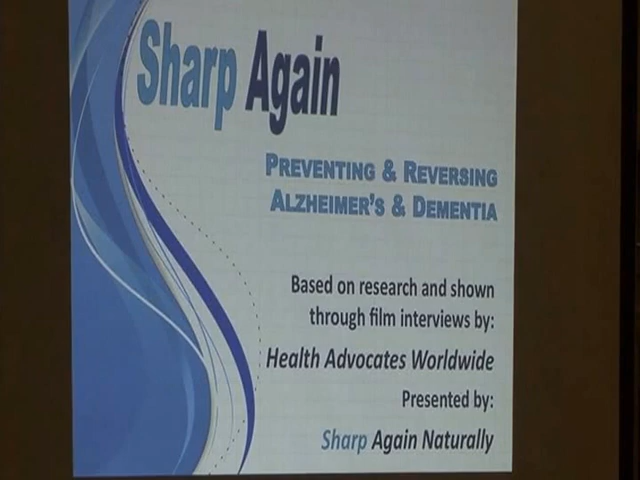 Sharp Again
PREVENTING & REVERSING
ALZHEIMER'S & DEMENTIA
Based on research and shown
through film interviews by:
Health Advocates Worldwide
Presented by:
Sharp Again Naturally